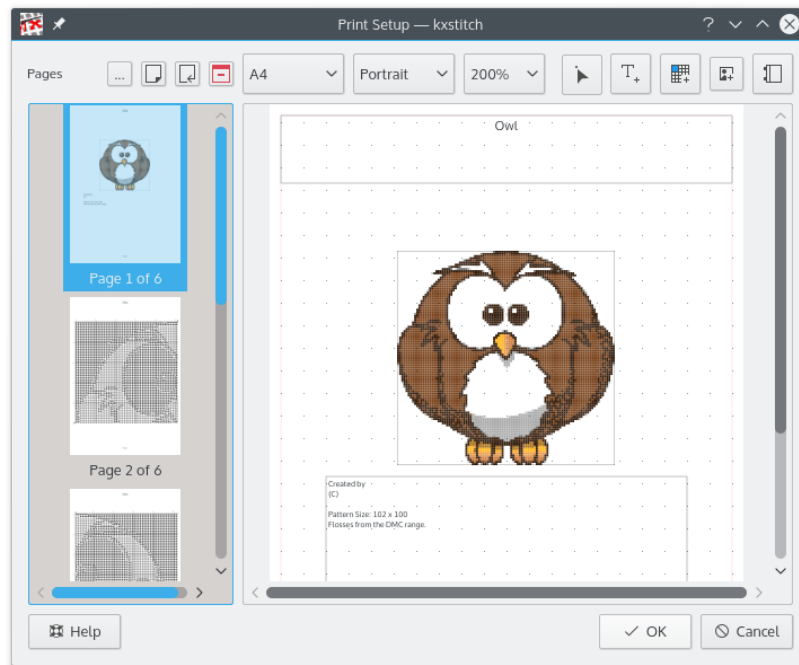 Print Setup — kxstitch
Pages
...
A4
Portrait
200%
T+
Page 1 of 6
Page 2 of 6
Owl
Created by
(C)
Pattern Size: 102 x 100
Flosses from the DMC range.
Help
OK
Cancel